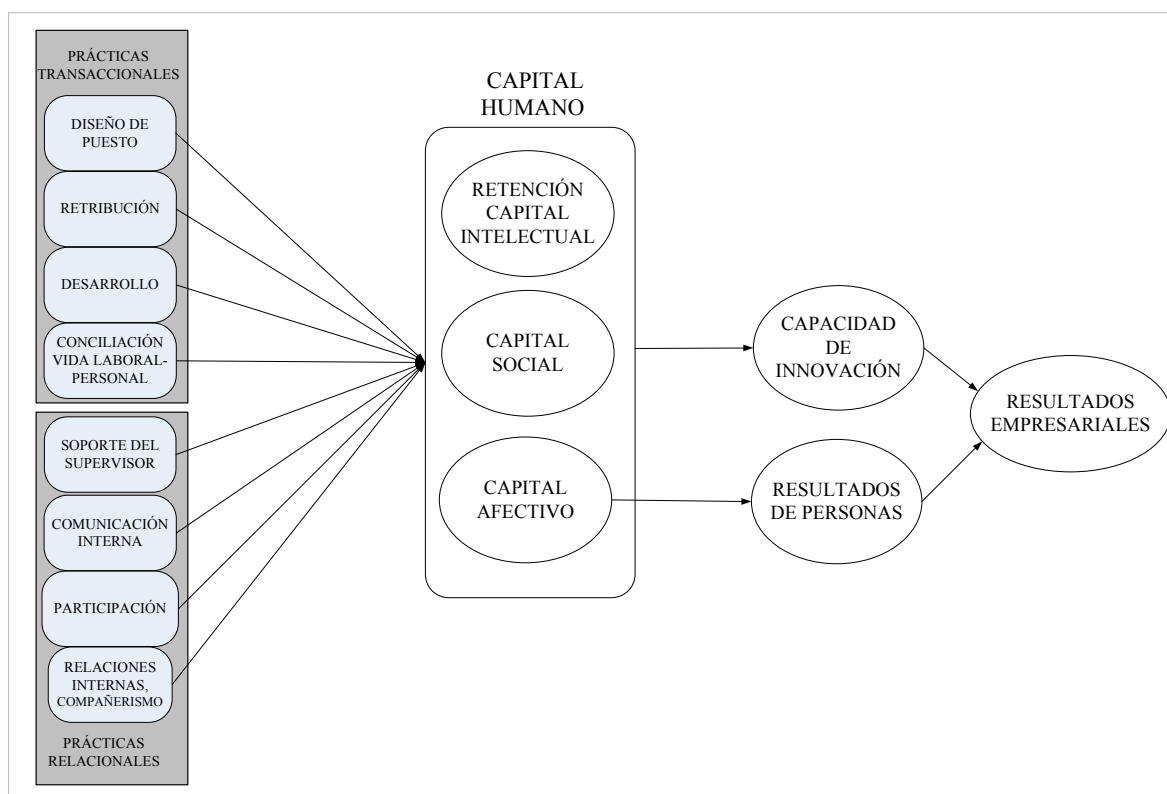 PRÁCTICAS
TRANSACCIONALES
DISEÑO DE
PUESTO
RETRIBUCIÓN
DESARROLLO
CONCILIACIÓN
VIDA LABORAL-
PERSONAL
SOPORTE DEL
SUPERVISOR
COMUNICACIÓN
INTERNA
PARTICIPACIÓN
RELACIONES
INTERNAS,
COMPAÑERISMO
PRÁCTICAS
RELACIONALES
CAPITAL
HUMANO
RETENCIÓN
CAPITAL
INTELECTUAL
CAPITAL
SOCIAL
CAPITAL
AFECTIVO
CAPACIDAD
DE
INNOVACIÓN
RESULTADOS
DE PERSONAS
RESULTADOS
EMPRESARIALES